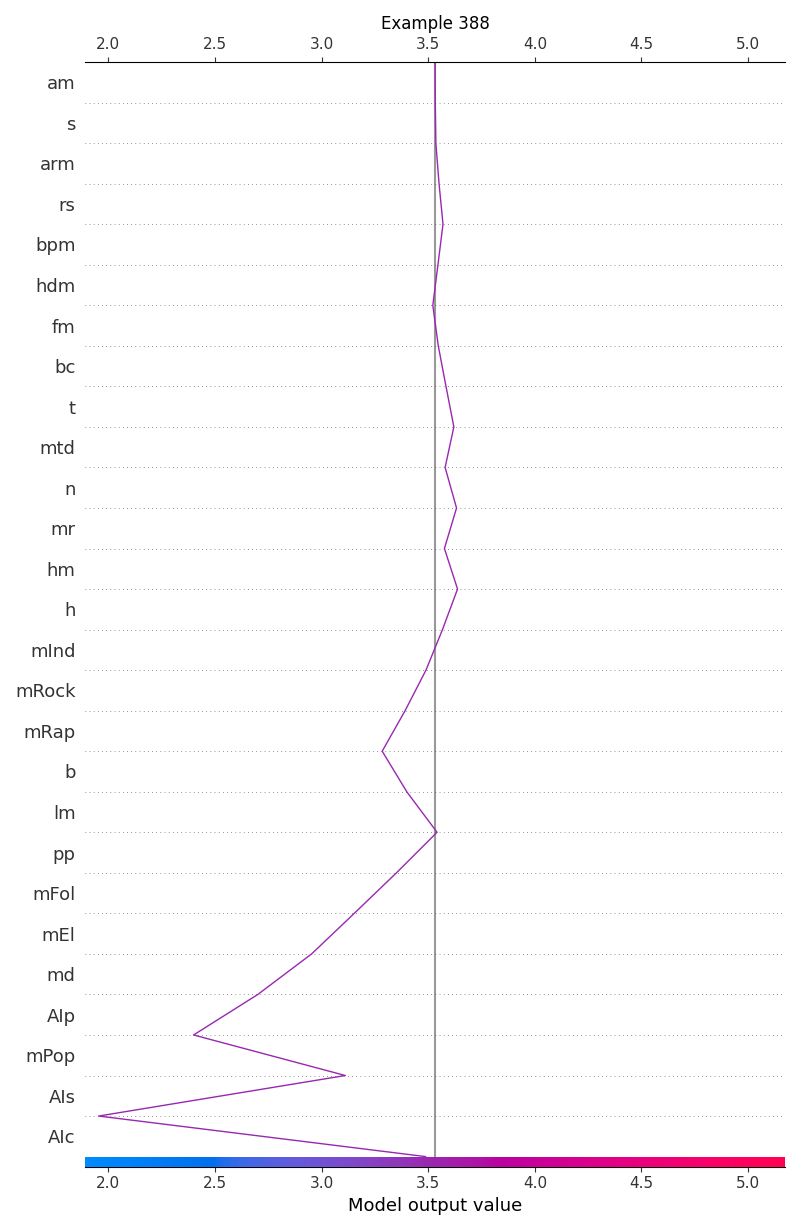 Example 388
2.0 2.5 3.0 3.5 4.0 4.5 5.0
am
s
arm
rs
bpm
hdm
fm
bc
t
mtd
n
mr
hm
h
mInd
mRock
mRap
b
lm
pp
mFol
mEl
md
AIp
mPop
AIs
AIc
2.0 2.5 3.0 3.5 4.0 4.5 5.0
Model output value